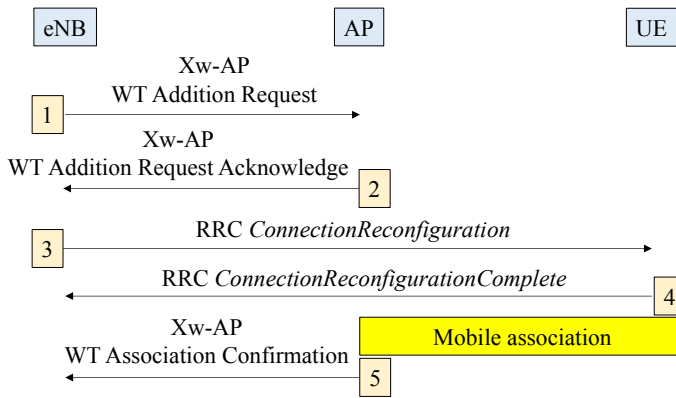 eNB AP UE
Xw-AP
WT Addition Request
1
Xw-AP
WT Addition Request Acknowledge
2
3
RRC ConnectionReconfiguration
RRC ConnectionReconfigurationComplete
4
Xw-AP
WT Association Confirmation
Mobile association
5